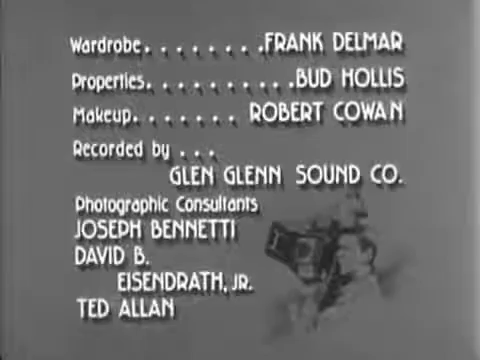 Wardrobe. . . . . . . .FRANK DELMAR
Properties. . . . . . . . . . .BUD HOLLIS
Makeup. . . . . . . ROBERT COWAN
Recorded by . . .
GLEN GLENN SOUND CO.
Photographic Consultants
JOSEPH BENNETTI
DAVID B.
EISENDRATH, JR.
TED ALLAN